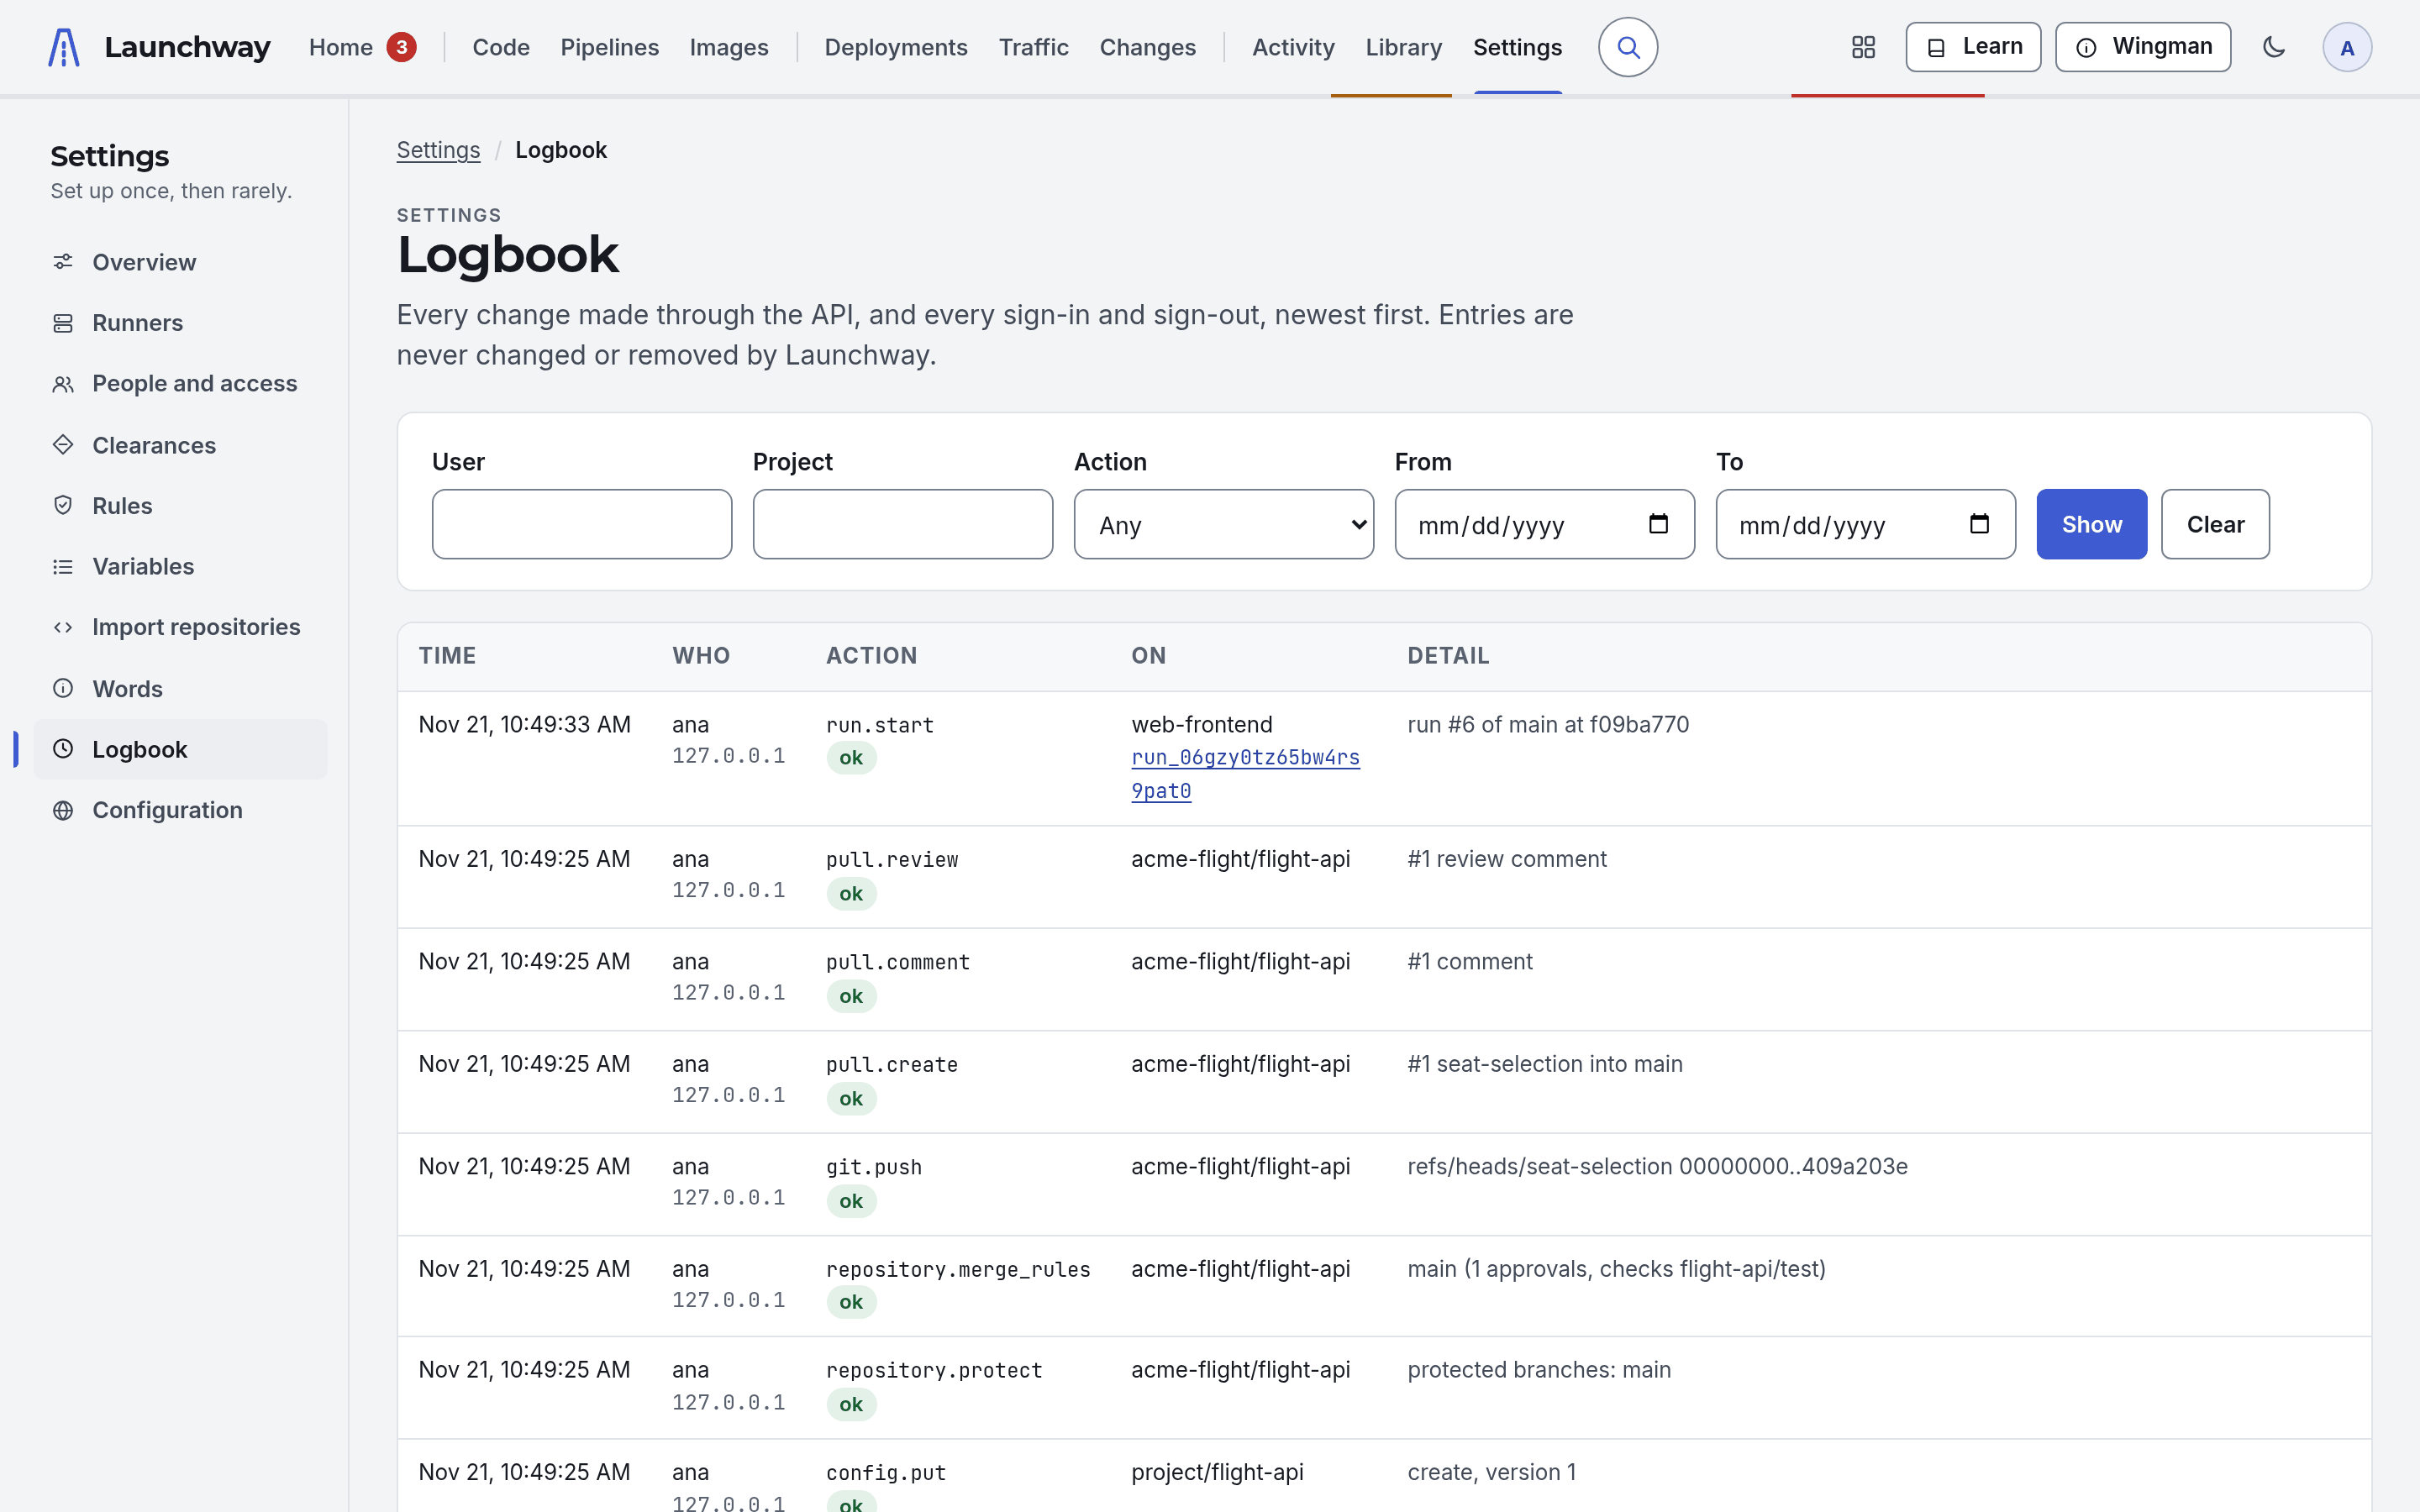 Launchway
Home 3
Code
Pipelines
Images
Deployments
Traffic
Changes
Activity
Library
Settings
Learn
Wingman
A
Settings
Set up once, then rarely.
Overview
Runners
People and access
Clearances
Rules
Variables
Import repositories
Words
Logbook
Configuration
Settings / Logbook
SETTINGS
Logbook
Every change made through the API, and every sign-in and sign-out, newest first. Entries are
never changed or removed by Launchway.
User Project Action From To
Any mm/dd/yyyy mm/dd/yyyy Show Clear
TIME WHO ACTION ON DETAIL
Nov 21, 10:49:33 AM ana run.start web-frontend run #6 of main at f09ba770
127.0.0.1 ok run_06gzy0tz65bw4rs
9pat0
Nov 21, 10:49:25 AM ana pull.review acme-flight/flight-api #1 review comment
127.0.0.1 ok
Nov 21, 10:49:25 AM ana pull.comment acme-flight/flight-api #1 comment
127.0.0.1 ok
Nov 21, 10:49:25 AM ana pull.create acme-flight/flight-api #1 seat-selection into main
127.0.0.1 ok
Nov 21, 10:49:25 AM ana git.push acme-flight/flight-api refs/heads/seat-selection 00000000..409a203e
127.0.0.1 ok
Nov 21, 10:49:25 AM ana repository.merge_rules acme-flight/flight-api main (1 approvals, checks flight-api/test)
127.0.0.1 ok
Nov 21, 10:49:25 AM ana repository.protect acme-flight/flight-api protected branches: main
127.0.0.1 ok
Nov 21, 10:49:25 AM ana config.put project/flight-api create, version 1
127.0.0.1 ok